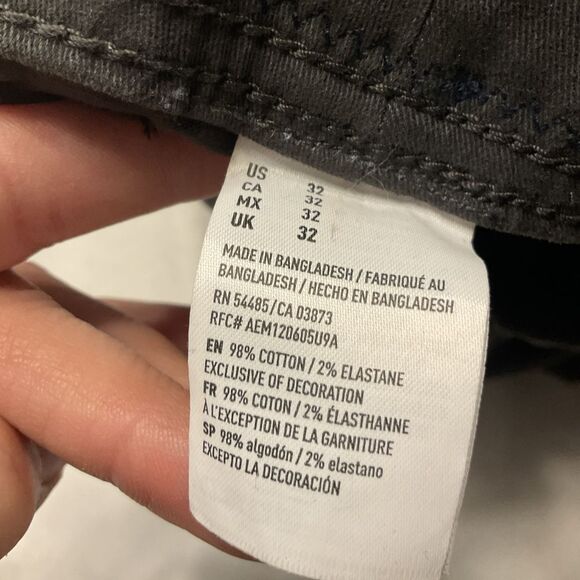 US 32
CA 32
MX 32
UK 32
MADE IN BANGLADESH / FABRIQUÉ AU
BANGLADESH / HECHO EN BANGLADESH
RN 54485/CA 03873
RFC# AEM120605U9A
EN 98% COTTON / 2% ELASTANE
EXCLUSIVE OF DECORATION
FR 98% COTON / 2% ÉLASTHANNE
À L'EXCEPTION DE LA GARNITURE
SP 98% algodón / 2% elastano
EXCEPTO LA DECORACIÓN